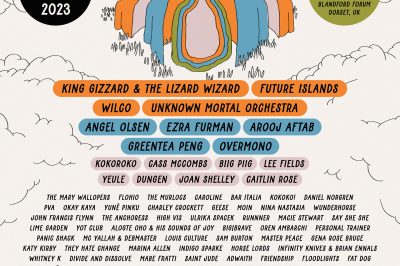 2023
BLANDFORD FORUM
DORSET, UK
KING GIZZARD & THE LIZARD WIZARD FUTURE ISLANDS
WILCO UNKNOWN MORTAL ORCHESTRA
ANGEL OLSEN EZRA FURMAN AROOJ AFTAB
GREENTEA PENG OVERMONO
KOKOROKO CASS MCCOMBS BIIG PIIG LEE FIELDS
YEULE DUNGEN JOAN SHELLEY CAITLIN ROSE
THE MARY WALLOPERS FLOHIO THE MURLOCS CAROLINE BAR ITALIA KOKOKO! DANIEL NORGREN
PVA OKAY KAYA YUNÈ PINKU CHARLEY CROCKETT GEESE MOIN NINA NASTASIA WUNDERHORSE
JOHN FRANCIS FLYNN THE ANCHORESS HIGH VIS ULRIKA SPACEK RUNNNER MACIE STEWART SAY SHE SHE
LIME GARDEN YOT CLUB ALOGTE OHO & HIS SOUNDS OF JOY BIGBRAVE OREN AMBARCHI PERSONAL TRAINER
PANIC SHACK MC YALLAH & DEBMASTER LOUIS CULTURE SAM BURTON MASTER PEACE GENA ROSE BRUCE
KATY KIRBY THEY HATE CHANGE MARINA ALLEN INDIGO SPARKE HORSE LORDS INFINITY KNIVES & BRIAN ENNALS
WHITNEY K DIVIDE AND DISSOLVE MABE FRATTI SAINT JUDE ADWAITH FRIENDSHIP FLOODLIGHTS FAT DOG